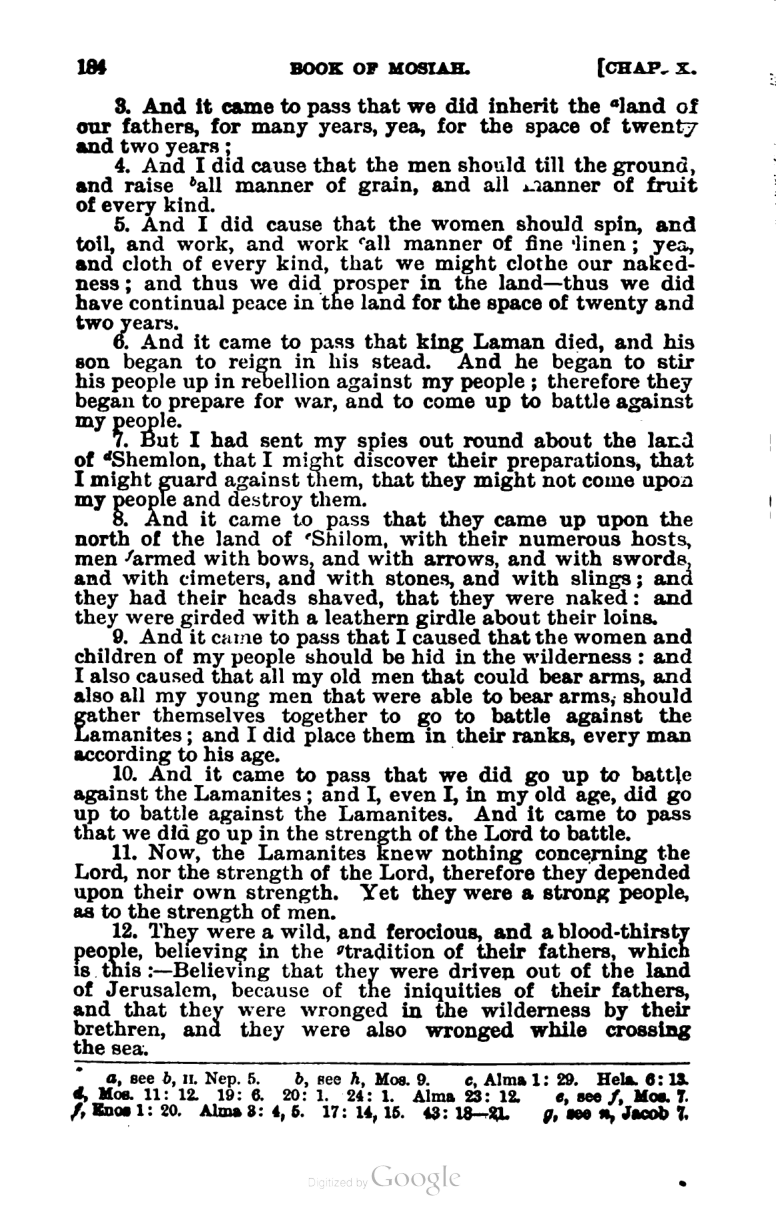 184 BOOK OF MOSIAH. [CHAP. X.
3. And it came to pass that we did inherit the ᵃland of
our fathers, for many years, yea, for the space of twenty
and two years;
4. And I did cause that the men should till the ground,
and raise ᵇall manner of grain, and all manner of fruit
of every kind.
5. And I did cause that the women should spin, and
toil, and work, and work ᶜall manner of fine linen; yea,
and cloth of every kind, that we might clothe our naked-
ness; and thus we did prosper in the land—thus we did
have continual peace in the land for the space of twenty and
two years.
6. And it came to pass that king Laman died, and his
son began to reign in his stead. And he began to stir
his people up in rebellion against my people; therefore they
began to prepare for war, and to come up to battle against
my people.
7. But I had sent my spies out round about the land
of ᵈShemlon, that I might discover their preparations, that
I might guard against them, that they might not come upon
my people and destroy them.
8. And it came to pass that they came up upon the
north of the land of ᵉShilom, with their numerous hosts,
men ᶠarmed with bows, and with arrows, and with swords,
and with cimeters, and with stones, and with slings; and
they had their heads shaved, that they were naked: and
they were girded with a leathern girdle about their loins.
9. And it came to pass that I caused that the women and
children of my people should be hid in the wilderness: and
I also caused that all my old men that could bear arms, and
also all my young men that were able to bear arms, should
gather themselves together to go to battle against the
Lamanites; and I did place them in their ranks, every man
according to his age.
10. And it came to pass that we did go up to battle
against the Lamanites; and I, even I, in my old age, did go
up to battle against the Lamanites. And it came to pass
that we did go up in the strength of the Lord to battle.
11. Now, the Lamanites knew nothing concerning the
Lord, nor the strength of the Lord, therefore they depended
upon their own strength. Yet they were a strong people,
as to the strength of men.
12. They were a wild, and ferocious, and a blood-thirsty
people, believing in the ᵍtradition of their fathers, which
is this:—Believing that they were driven out of the land
of Jerusalem, because of the iniquities of their fathers,
and that they were wronged in the wilderness by their
brethren, and they were also wronged while crossing
the sea.
a, see b, II. Nep. 5. b, see h, Mos. 9. c, Alma 1: 29. Hela. 6: 13.
d, Mos. 11: 12. 19: 6. 20: 1. 24: 1. Alma 23: 12. e, see f, Mos. 7.
f, Enos 1: 20. Alma 3: 4, 5. 17: 14, 15. 43: 18—21. g, see n, Jacob 7.
Digitized by Google